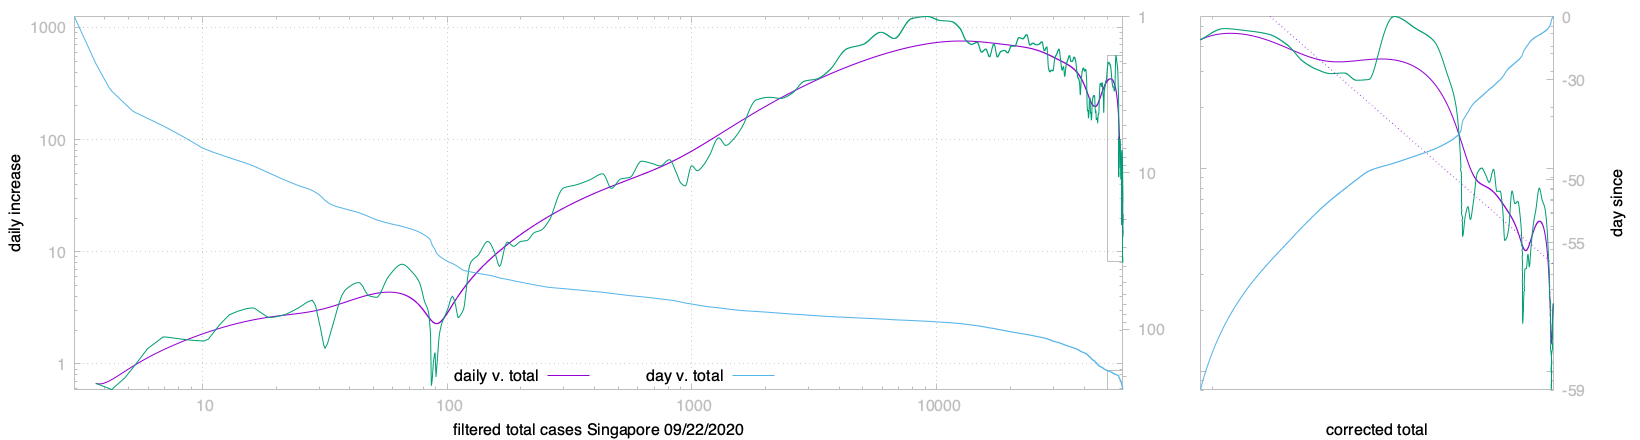 1000
100
10
1
daily increase
10
100
1000
10000
filtered total cases Singapore 09/22/2020
daily v. total
day v. total
1
10
100
0
-30
-50
-55
-59
day since
corrected total